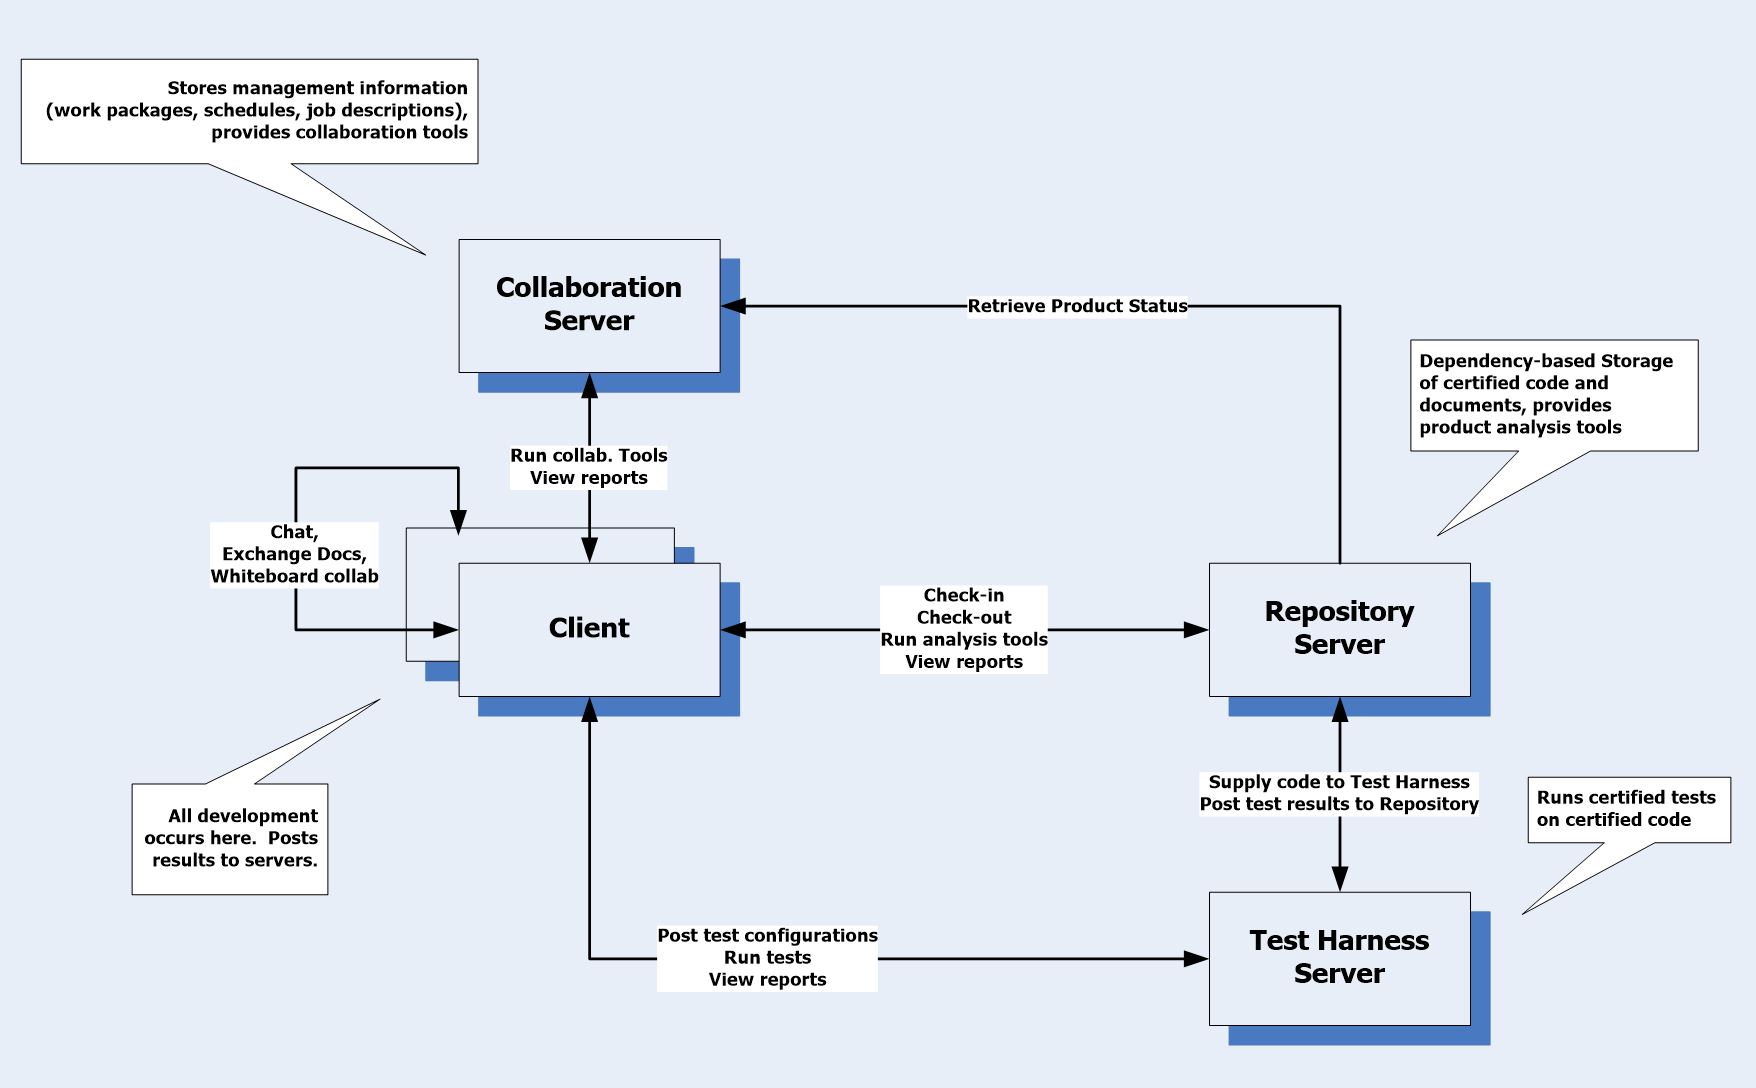 Stores management information
(work packages, schedules, job descriptions),
provides collaboration tools
Collaboration
Server
Retrieve Product Status
Dependency-based Storage
of certified code and
documents, provides
product analysis tools
Run collab. Tools
View reports
Chat,
Exchange Docs,
Whiteboard collab
Client
Check-in
Check-out
Run analysis tools
View reports
Repository
Server
All development
occurs here.  Posts
results to servers.
Supply code to Test Harness
Post test results to Repository
Runs certified tests
on certified code
Post test configurations
Run tests
View reports
Test Harness
Server